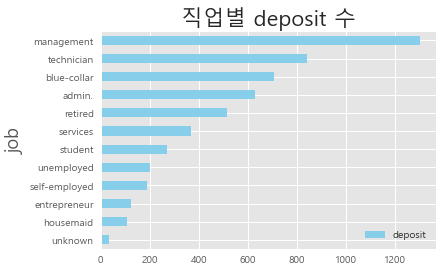 직업별 deposit 수
job
management
technician
blue-collar
admin.
retired
services
student
unemployed
self-employed
entrepreneur
housemaid
unknown
deposit
0 200 400 600 800 1000 1200